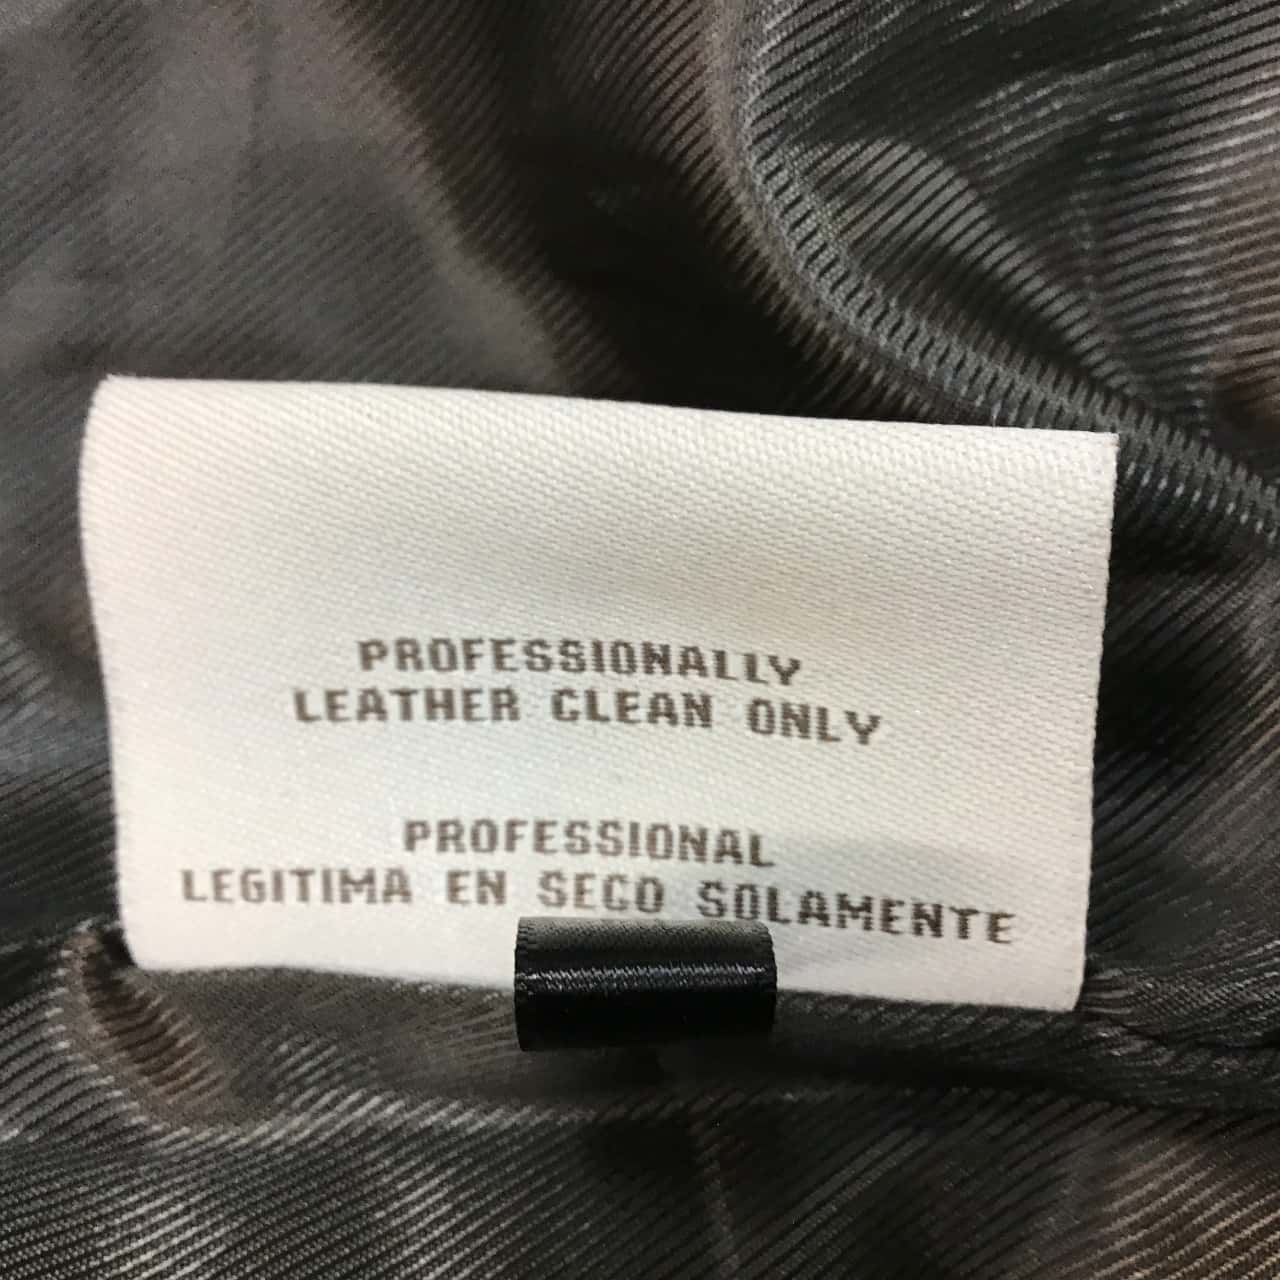 PROFESSIONALLY
LEATHER CLEAN ONLY
PROFESSIONAL
LEGITIMA EN SECO SOLAMENTE